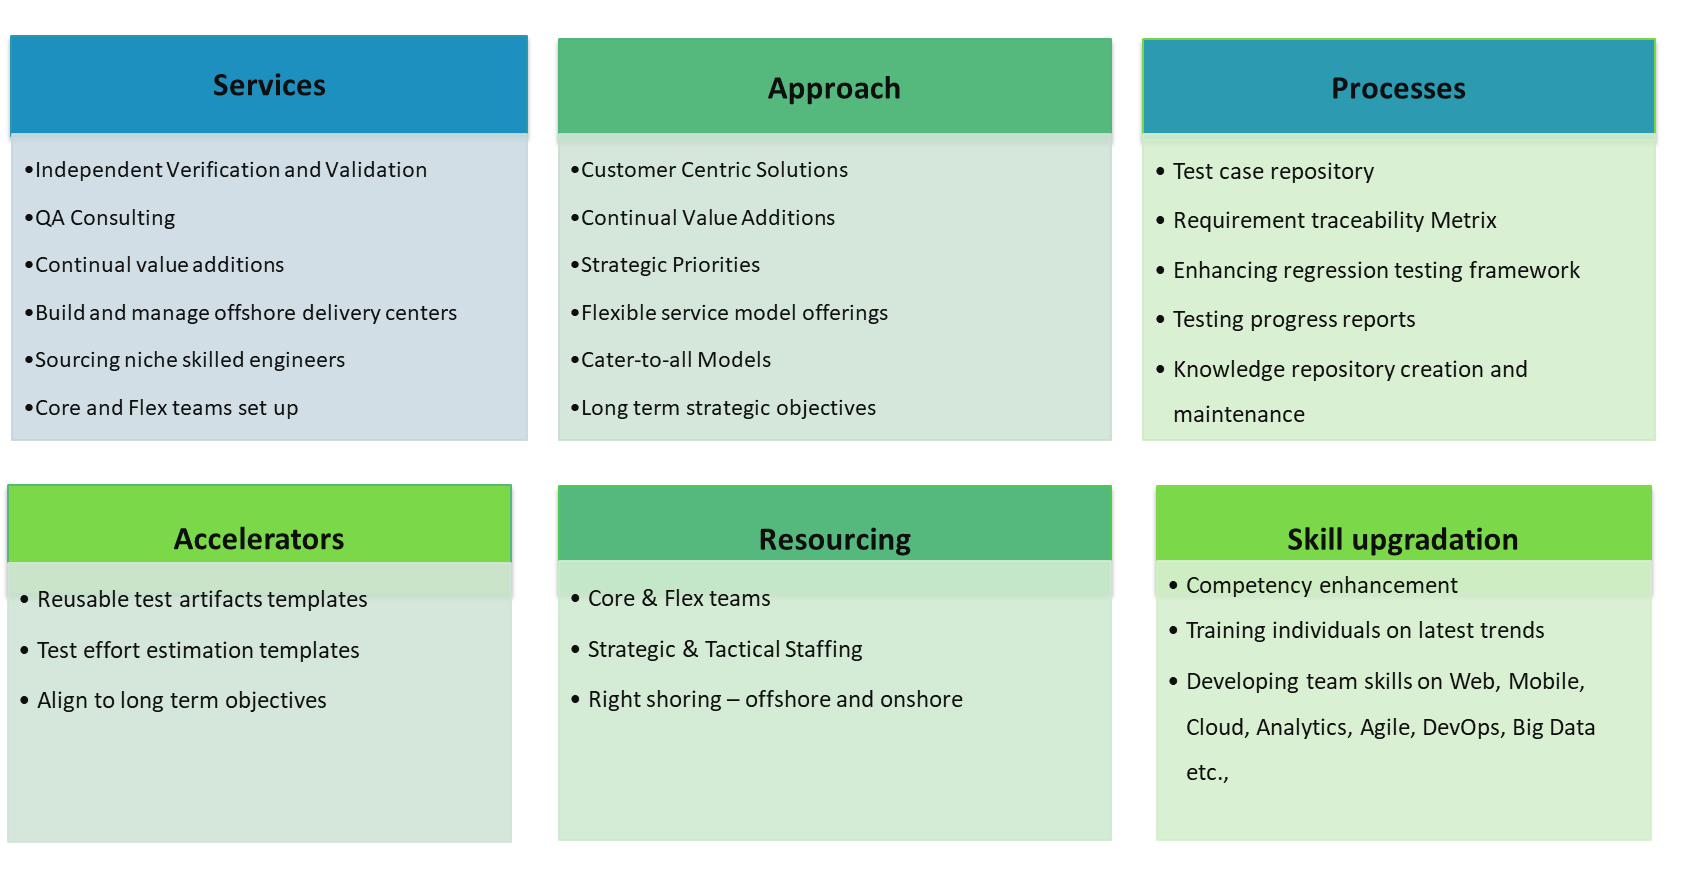 Services
•Independent Verification and Validation
•QA Consulting
•Continual value additions
•Build and manage offshore delivery centers
•Sourcing niche skilled engineers
•Core and Flex teams set up
Approach
•Customer Centric Solutions
•Continual Value Additions
•Strategic Priorities
•Flexible service model offerings
•Cater-to-all Models
•Long term strategic objectives
Processes
• Test case repository
• Requirement traceability Metrix
• Enhancing regression testing framework
• Testing progress reports
• Knowledge repository creation and
maintenance
Accelerators
• Reusable test artifacts templates
• Test effort estimation templates
• Align to long term objectives
Resourcing
• Core & Flex teams
• Strategic & Tactical Staffing
• Right shoring – offshore and onshore
Skill upgradation
• Competency enhancement
• Training individuals on latest trends
• Developing team skills on Web, Mobile,
Cloud, Analytics, Agile, DevOps, Big Data
etc.,